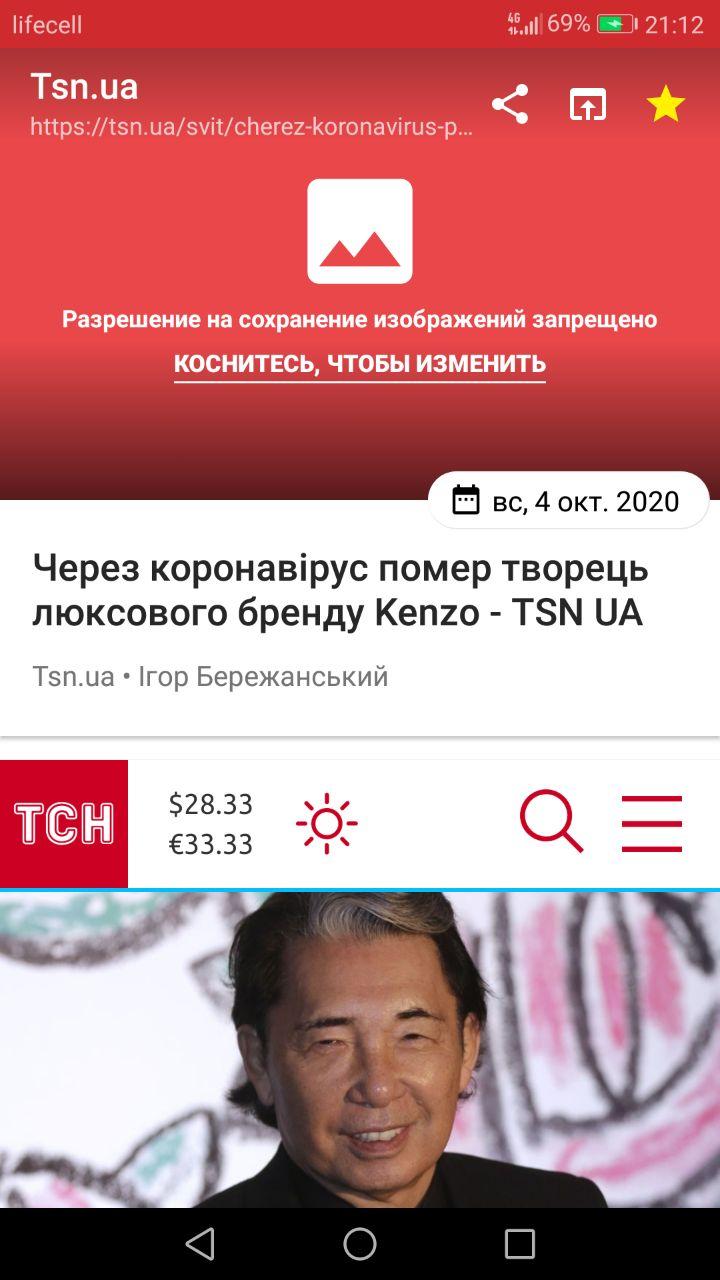 lifecell
4G
69%
21:12
Tsn.ua
https://tsn.ua/svit/cherez-koronavirus-p...
Разрешение на сохранение изображений запрещено
КОСНИТЕСЬ, ЧТОБЫ ИЗМЕНИТЬ
вс, 4 окт. 2020
Через коронавірус помер творець
люксового бренду Kenzo - TSN UA
Tsn.ua • Ігор Бережанський
ТСН
$28.33
€33.33